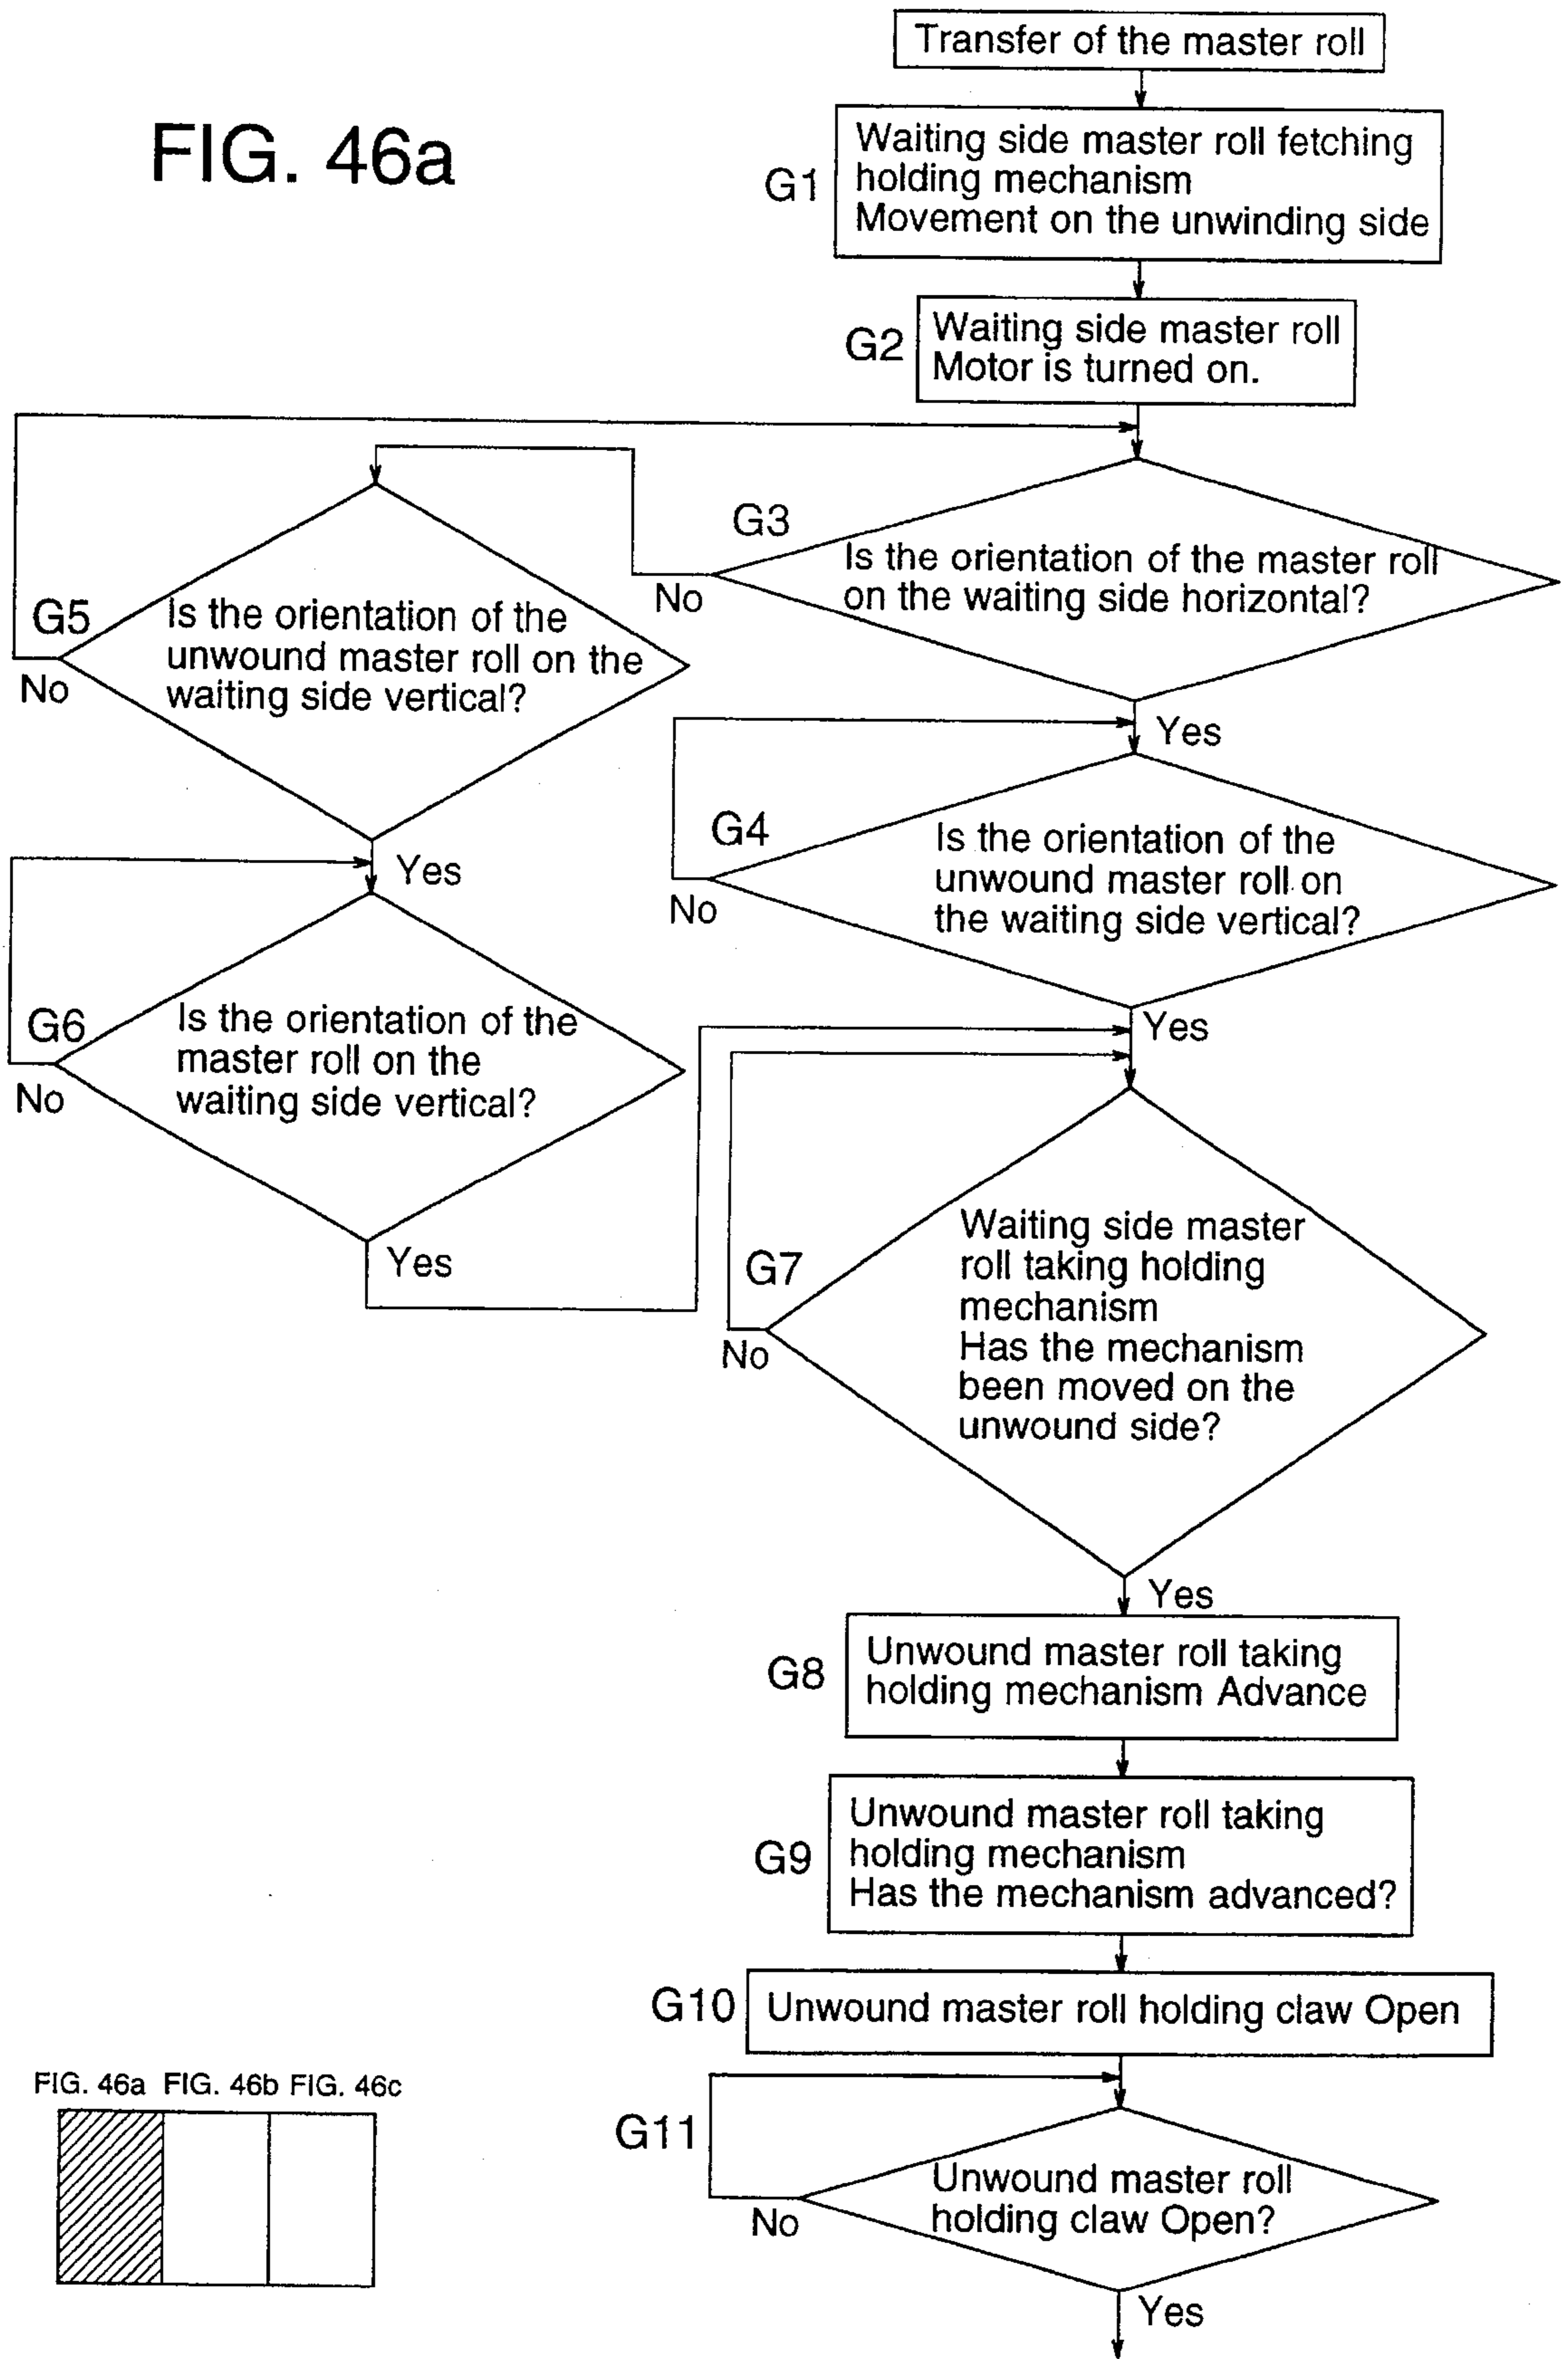 FIG. 46a
Transfer of the master roll
G1
Waiting side master roll fetching
holding mechanism
Movement on the unwinding side
G2
Waiting side master roll
Motor is turned on.
G3
Is the orientation of the master roll
on the waiting side horizontal?
No
Yes
G5
Is the orientation of the
unwound master roll on the
waiting side vertical?
No
Yes
G4
Is the orientation of the
unwound master roll on
the waiting side vertical?
No
Yes
G6
Is the orientation of the
master roll on the
waiting side vertical?
No
Yes
G7
Waiting side master
roll taking holding
mechanism
Has the mechanism
been moved on the
unwound side?
No
Yes
G8
Unwound master roll taking
holding mechanism Advance
G9
Unwound master roll taking
holding mechanism
Has the mechanism advanced?
G10
Unwound master roll holding claw Open
G11
Unwound master roll
holding claw Open?
No
Yes
FIG. 46a FIG. 46b FIG. 46c